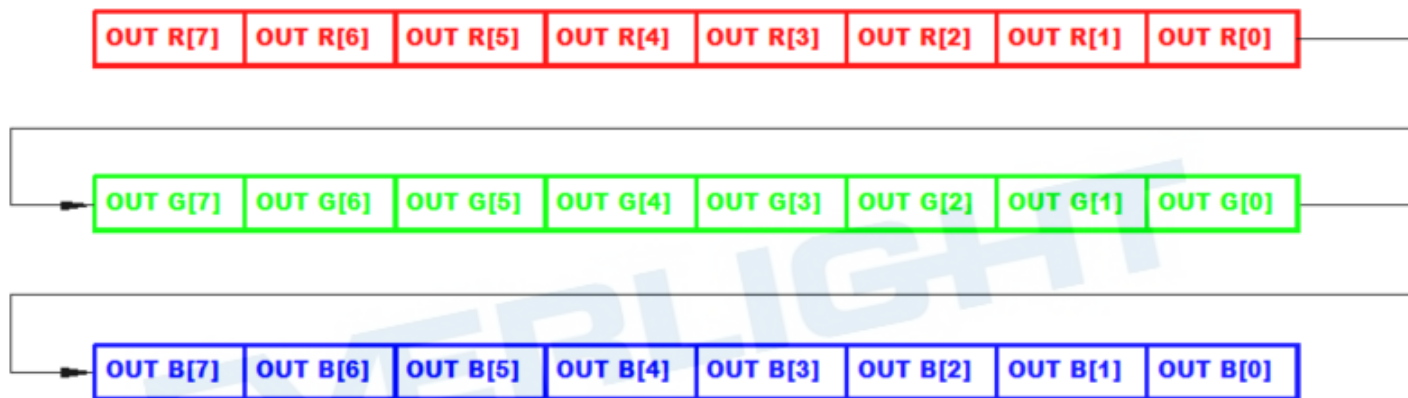 OUT R[7] OUT R[6] OUT R[5] OUT R[4] OUT R[3] OUT R[2] OUT R[1] OUT R[0]
OUT G[7] OUT G[6] OUT G[5] OUT G[4] OUT G[3] OUT G[2] OUT G[1] OUT G[0]
EVERLIGHT
OUT B[7] OUT B[6] OUT B[5] OUT B[4] OUT B[3] OUT B[2] OUT B[1] OUT B[0]